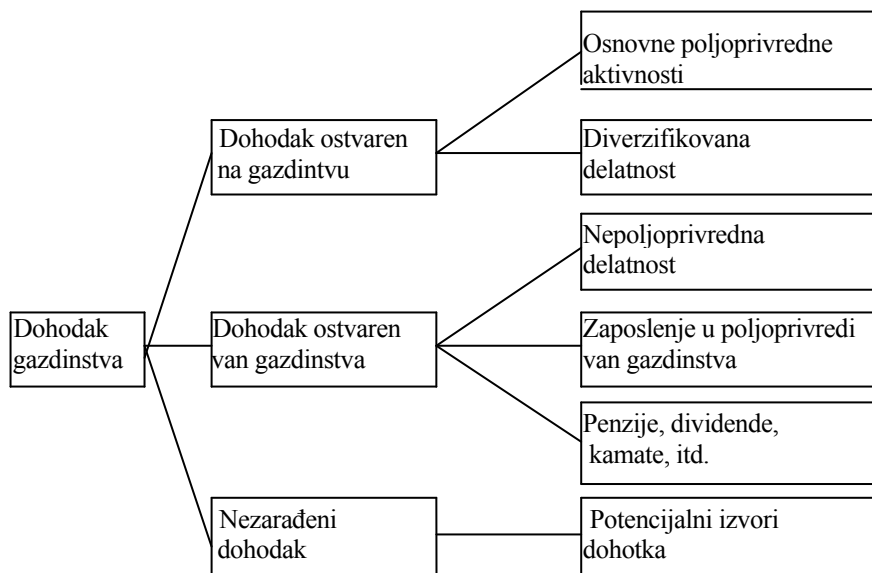 Osnovne poljoprivredne
aktivnosti
Dohodak ostvaren
na gazdintvu
Diverzifikovana
delatnost
Nepoljoprivredna
delatnost
Dohodak
gazdinstva
Dohodak ostvaren
van gazdinstva
Zaposlenje u poljoprivredi
van gazdinstva
Penzije, dividende,
kamate, itd.
Nezarađeni
dohodak
Potencijalni izvori
dohotka